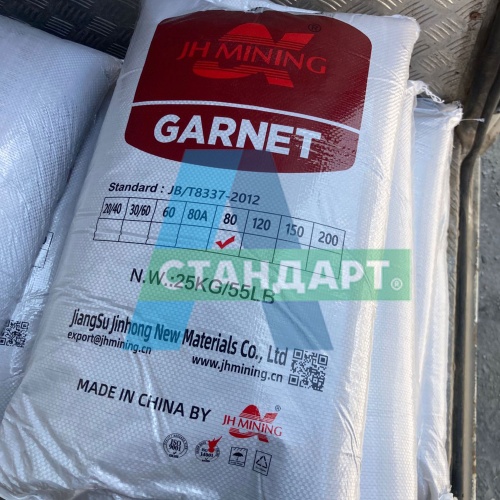 JH MINING®
GARNET
Standard : JB/T8337-2012
20/40 30/60 60 80A 80 120 150 200
✓
СТАНДАРТ®
N.W.:25KG/55LB
JiangSu Jinhong New Materials Co., Ltd
export@jhmining.cn
www.jhmining.cn
MADE IN CHINA BY JH MINING®